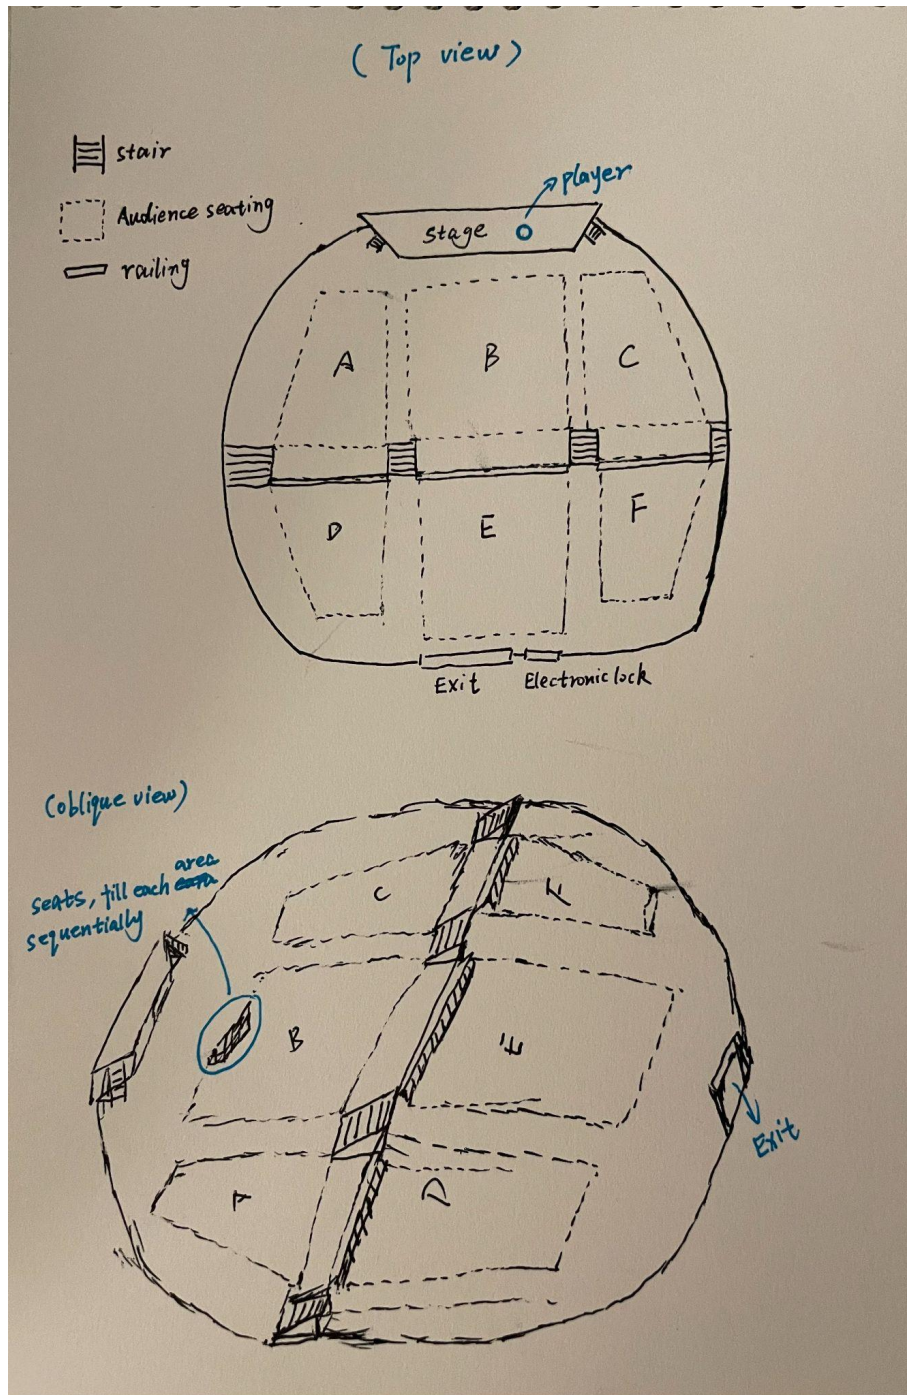 (Top view)
stair
Audience seating
railing
player
stage
A
B
C
D
E
F
Exit
Electronic lock
(oblique view)
seats, fill each area
sequentially
C
F
B
E
A
D
Exit